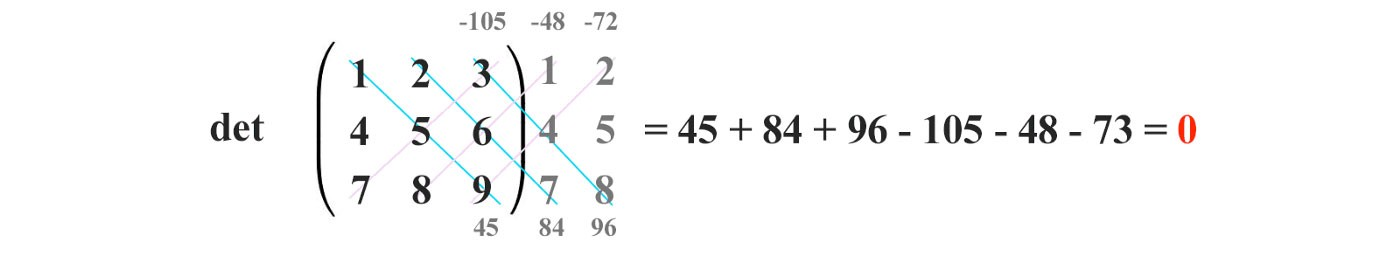 -105 -48 -72
1 2 3 1 2
det 4 5 6 4 5 = 45 + 84 + 96 - 105 - 48 - 73 = 0
7 8 9 7 8
45 84 96